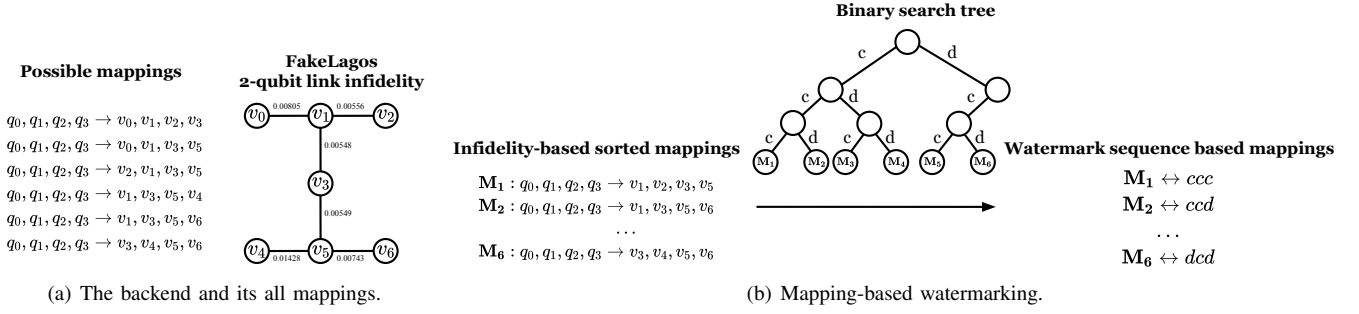 Possible mappings
q₀, q₁, q₂, q₃ → v₀, v₁, v₂, v₃
q₀, q₁, q₂, q₃ → v₀, v₁, v₃, v₅
q₀, q₁, q₂, q₃ → v₂, v₁, v₃, v₅
q₀, q₁, q₂, q₃ → v₁, v₃, v₅, v₄
q₀, q₁, q₂, q₃ → v₁, v₃, v₅, v₆
q₀, q₁, q₂, q₃ → v₃, v₄, v₅, v₆
FakeLagos
2-qubit link infidelity
v₀ 0.00805 v₁ 0.00556 v₂
0.00548
v₃
0.00549
v₄ 0.01428 v₅ 0.00743 v₆
(a) The backend and its all mappings.
Infidelity-based sorted mappings
M₁ : q₀, q₁, q₂, q₃ → v₁, v₂, v₃, v₅
M₂ : q₀, q₁, q₂, q₃ → v₁, v₃, v₅, v₆
...
M₆ : q₀, q₁, q₂, q₃ → v₃, v₄, v₅, v₆
Binary search tree
c d
c d c
c d c d c d
M₁ M₂ M₃ M₄ M₅ M₆
Watermark sequence based mappings
M₁ ↔ ccc
M₂ ↔ ccd
...
M₆ ↔ dcd
(b) Mapping-based watermarking.